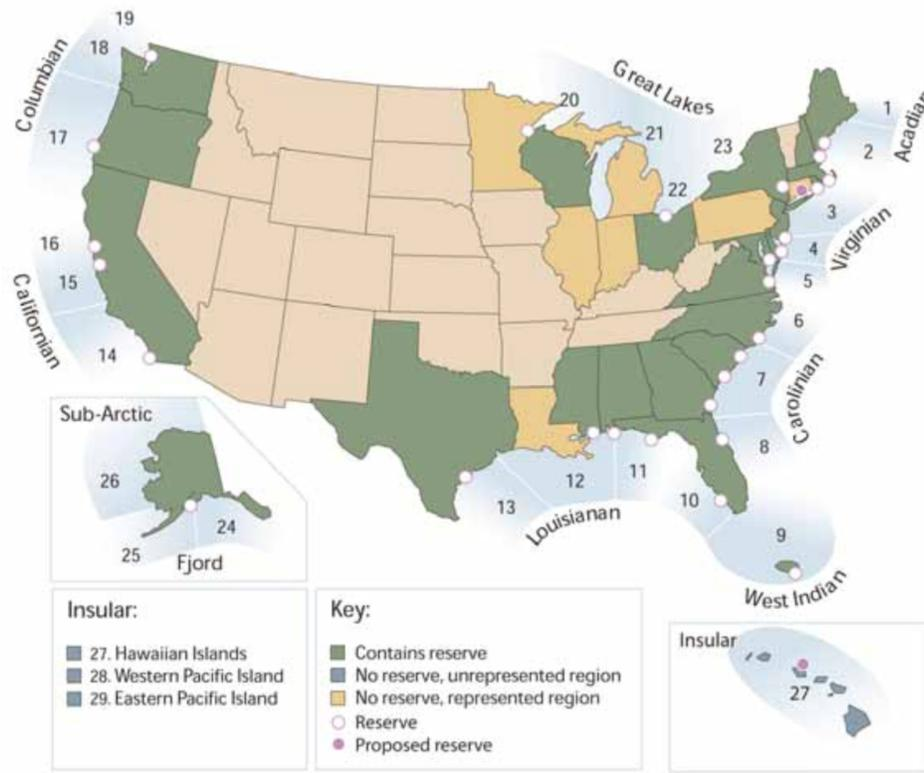 19
18
Columbian
17
Great Lakes
20
21
22
23
1
Acadian
2
3
Virginian
4
5
16
15
Californian
14
6
7
Carolinian
8
Sub-Arctic
26
24
25
Fjord
13
12
11
Louisianan
10
9
West Indian
Insular:
27. Hawaiian Islands
28. Western Pacific Island
29. Eastern Pacific Island
Key:
Contains reserve
No reserve, unrepresented region
No reserve, represented region
Reserve
Proposed reserve
Insular
27